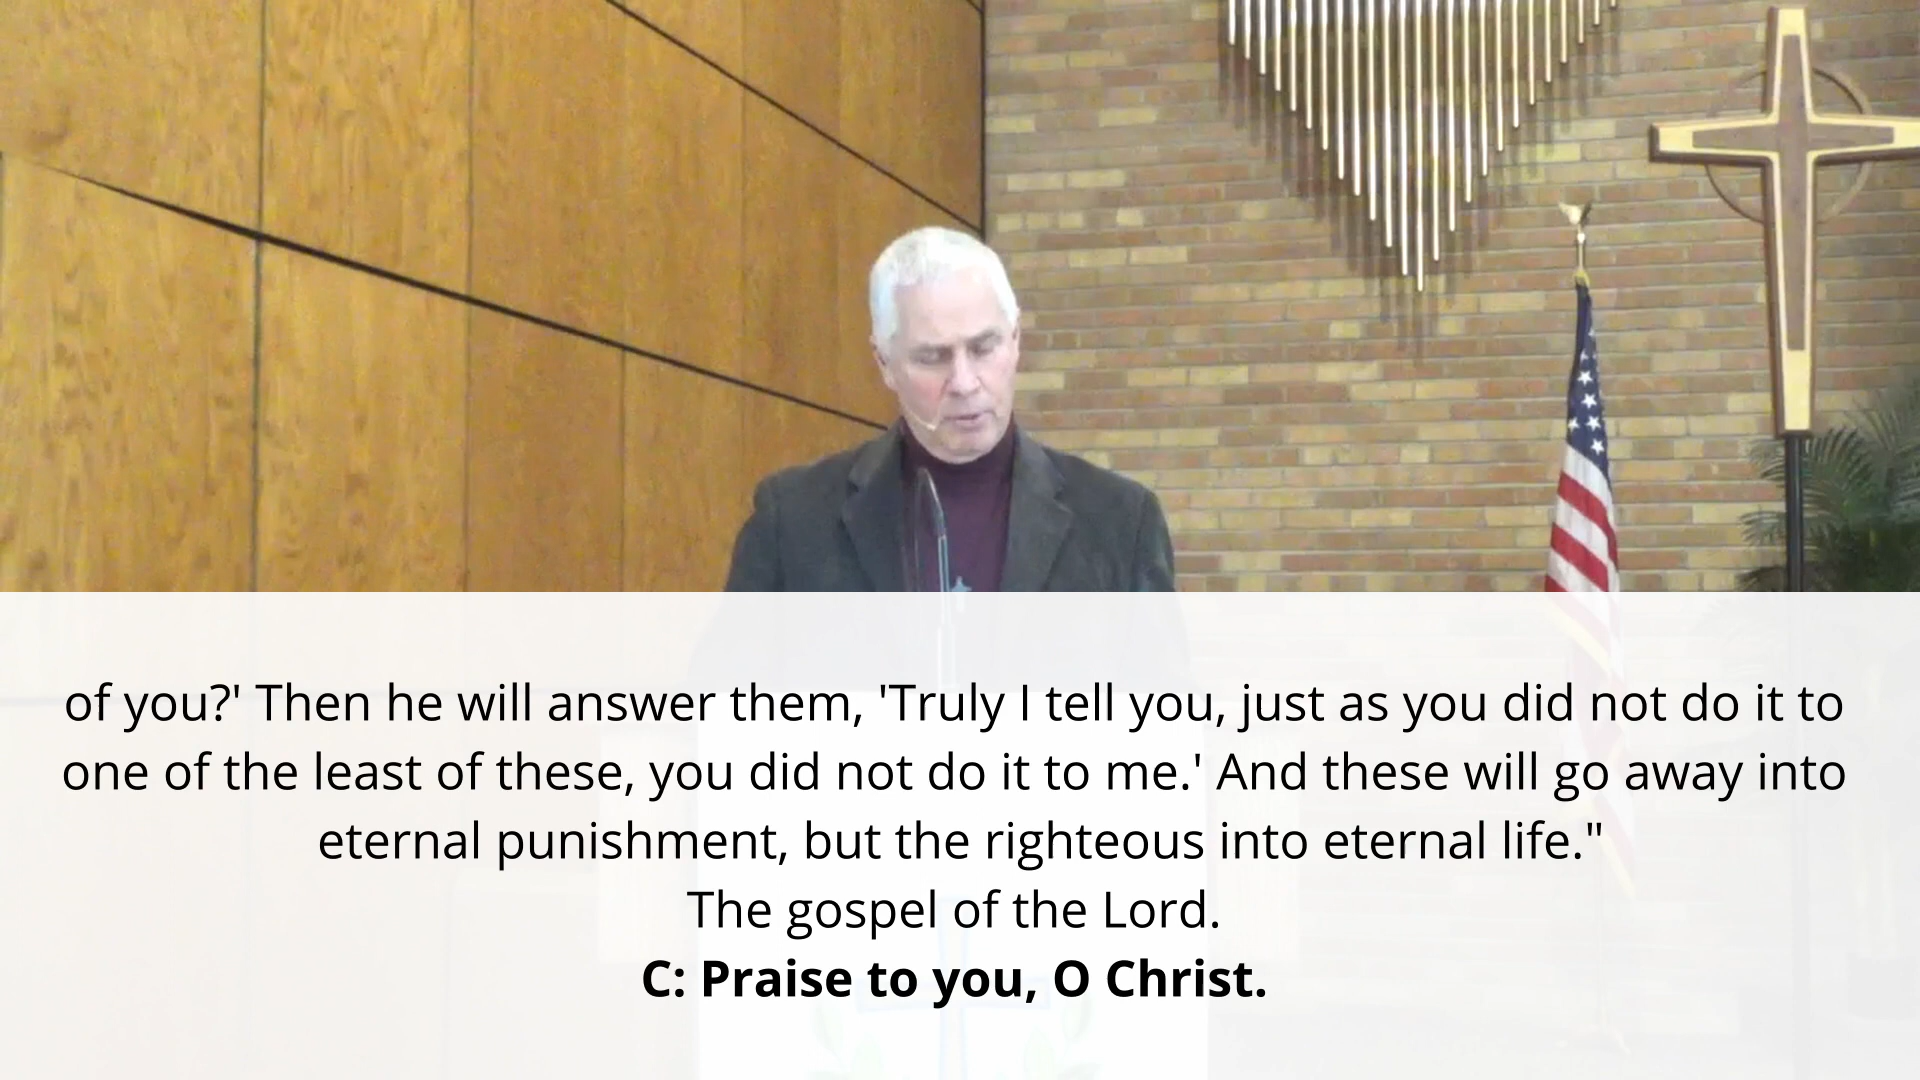 of you?' Then he will answer them, 'Truly I tell you, just as you did not do it to
one of the least of these, you did not do it to me.' And these will go away into
eternal punishment, but the righteous into eternal life."
The gospel of the Lord.
C: Praise to you, O Christ.